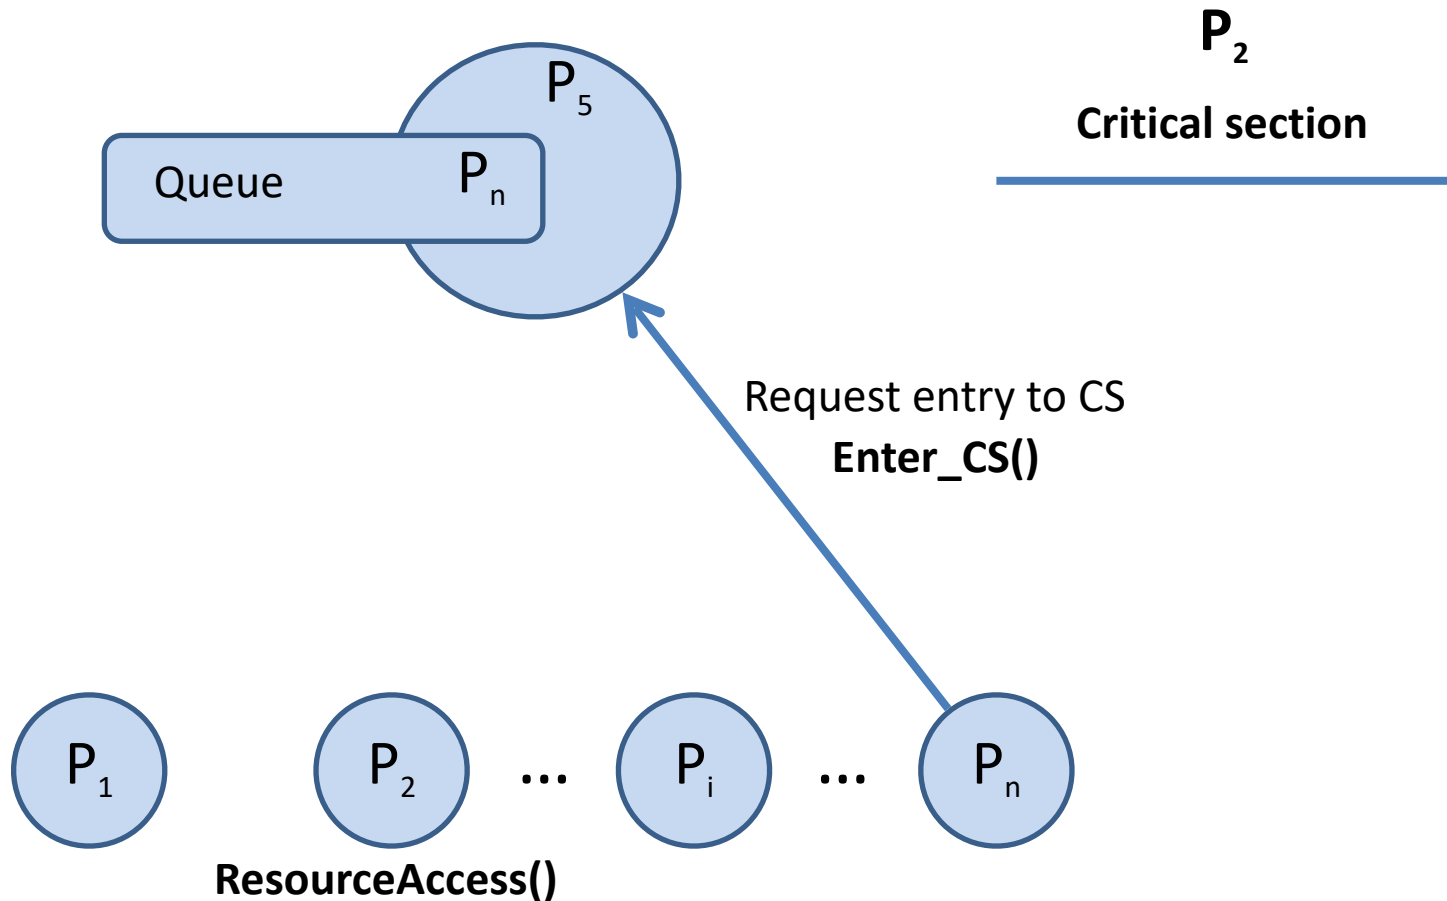 P₂
Critical section
P₅
Queue
Pₙ
Request entry to CS
Enter_CS()
P₁
P₂
...
Pᵢ
...
Pₙ
ResourceAccess()